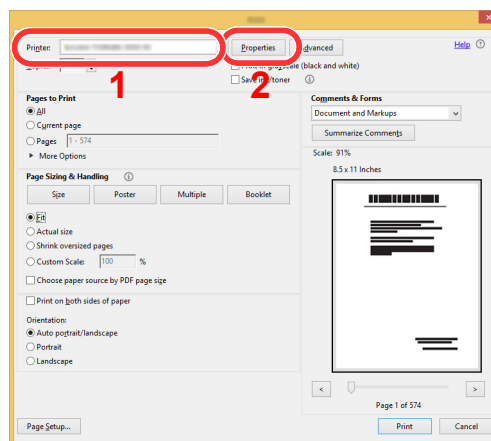 Printer:
Properties
Advanced
Help
1
2
Print in grayscale (black and white)
Save ink/toner
Pages to Print
All
Current page
Pages
1 - 574
More Options
Comments & Forms
Document and Markups
Summarize Comments
Scale: 91%
8.5 x 11 Inches
Page Sizing & Handling
Size
Poster
Multiple
Booklet
Fit
Actual size
Shrink oversized pages
Custom Scale:
100
%
Choose paper source by PDF page size
Print on both sides of paper
Orientation:
Auto portrait/landscape
Portrait
Landscape
<
>
Page 1 of 574
Page Setup...
Print
Cancel